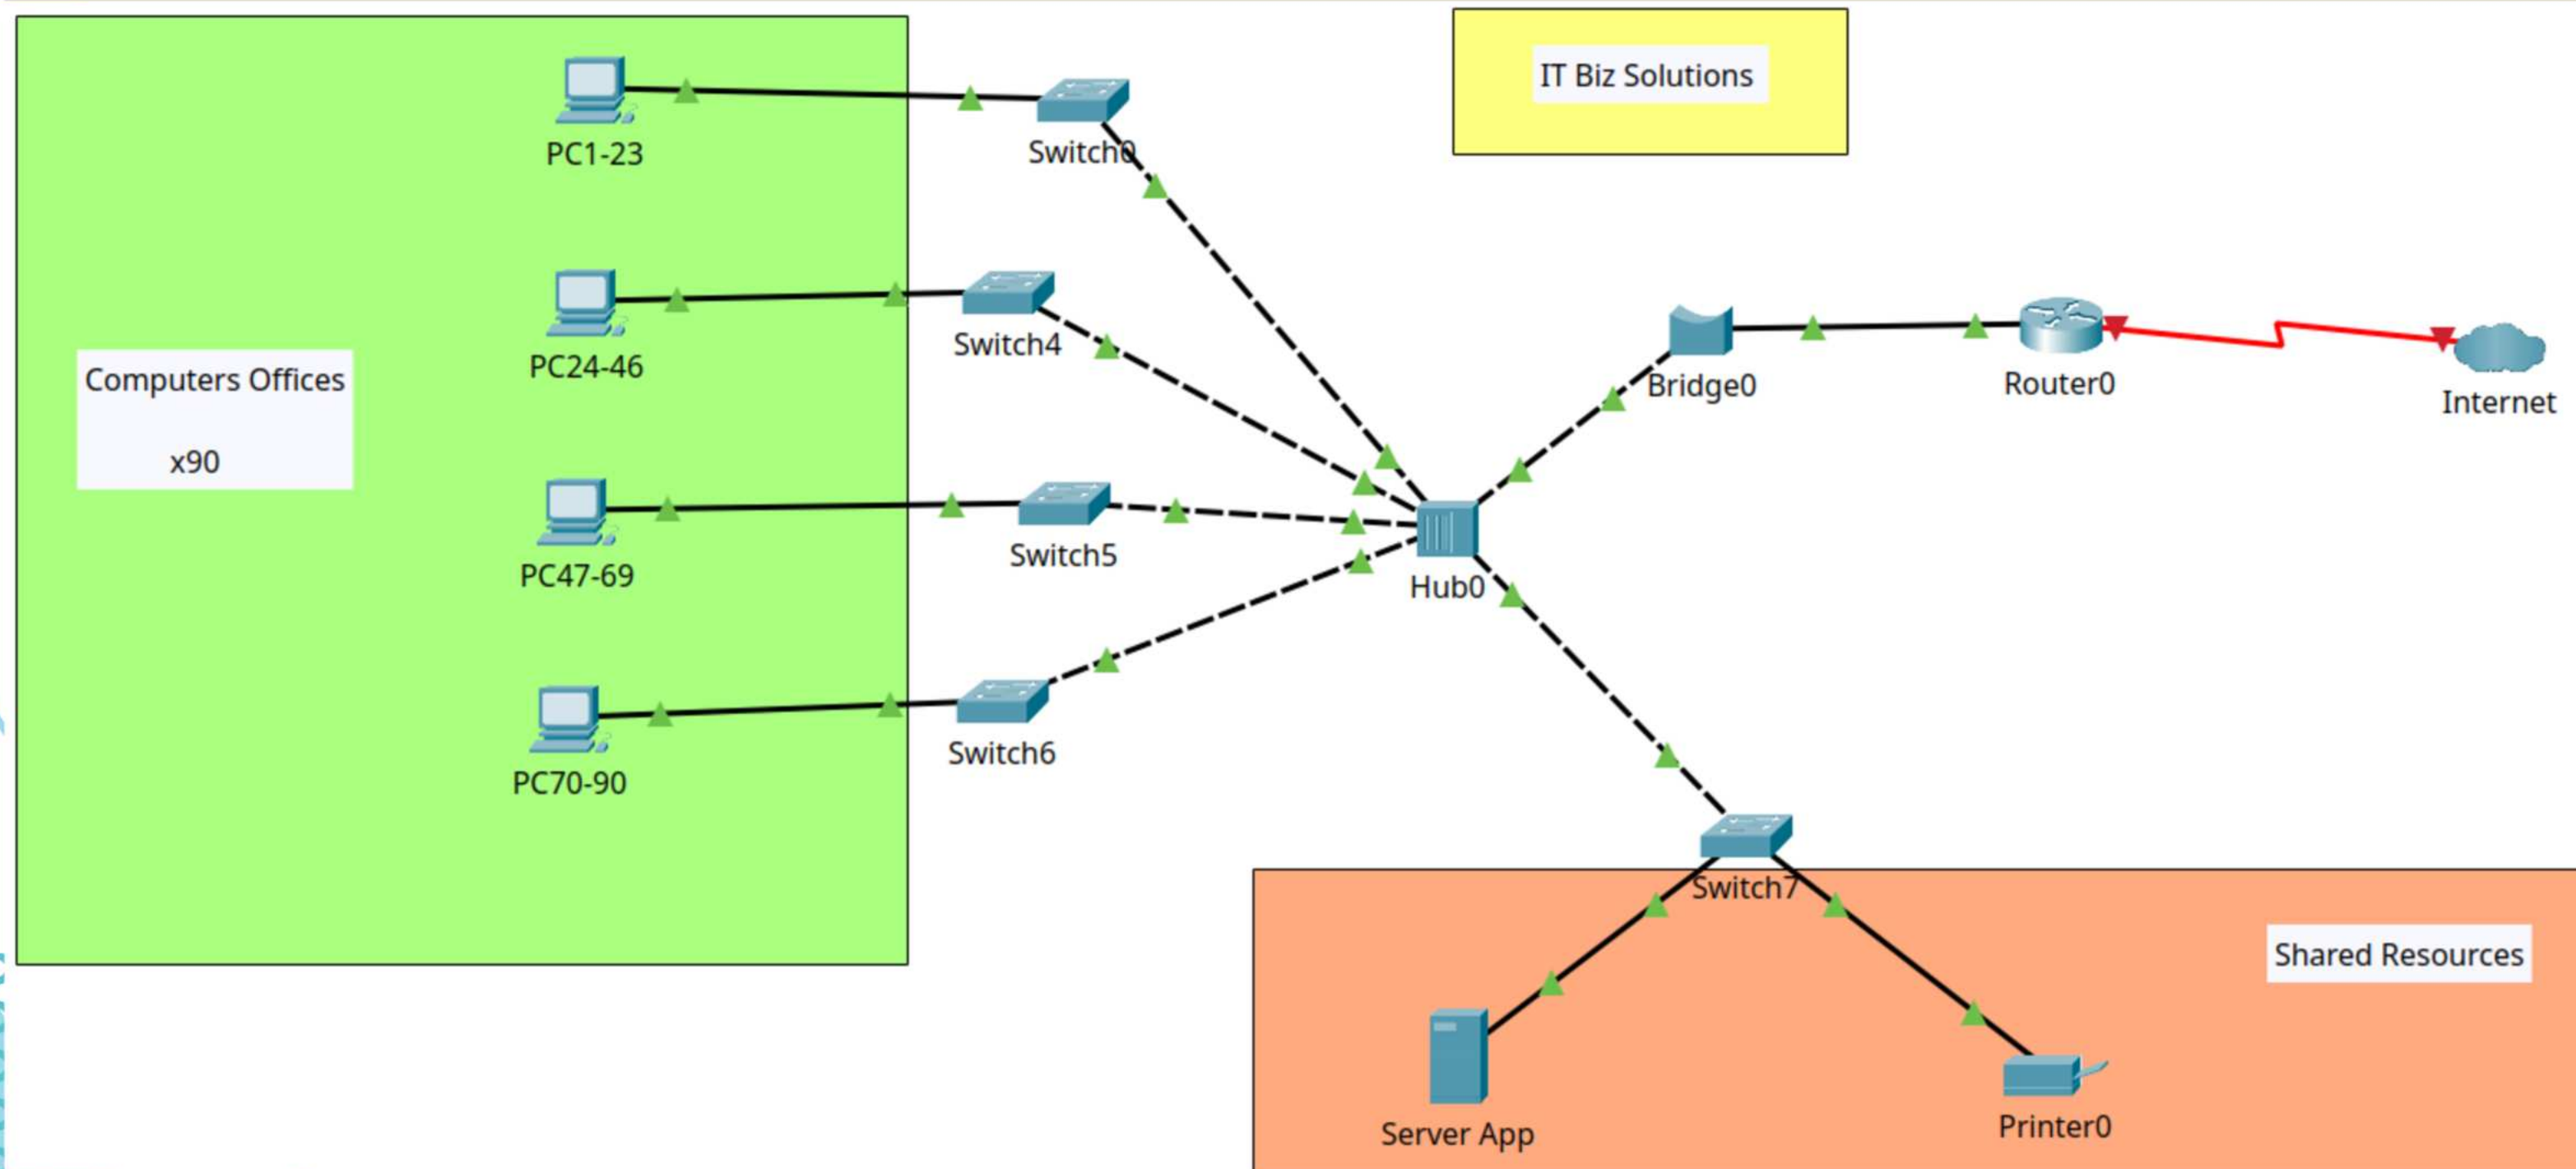 IT Biz Solutions
PC1-23
Switch0
PC24-46
Switch4
Computers Offices
x90
Bridge0
Router0
Internet
PC47-69
Switch5
Hub0
PC70-90
Switch6
Switch7
Shared Resources
Server App
Printer0